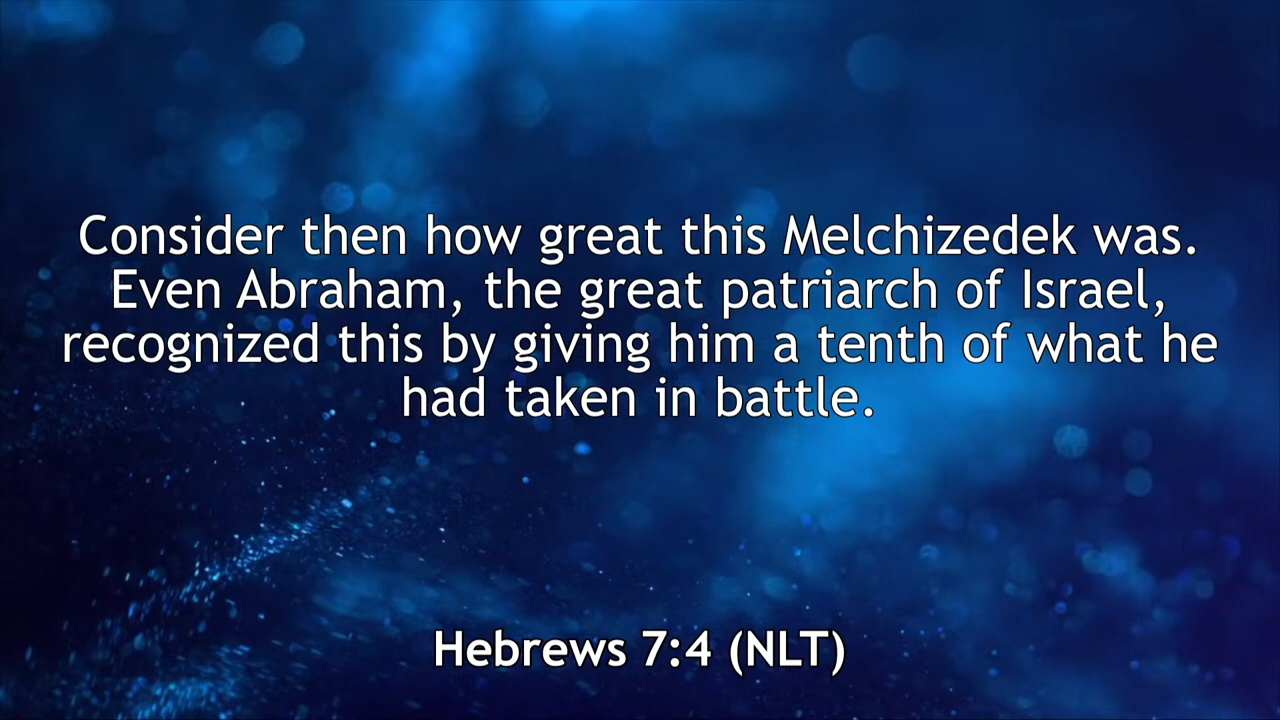 Consider then how great this Melchizedek was.
Even Abraham, the great patriarch of Israel,
recognized this by giving him a tenth of what he
had taken in battle.
Hebrews 7:4 (NLT)